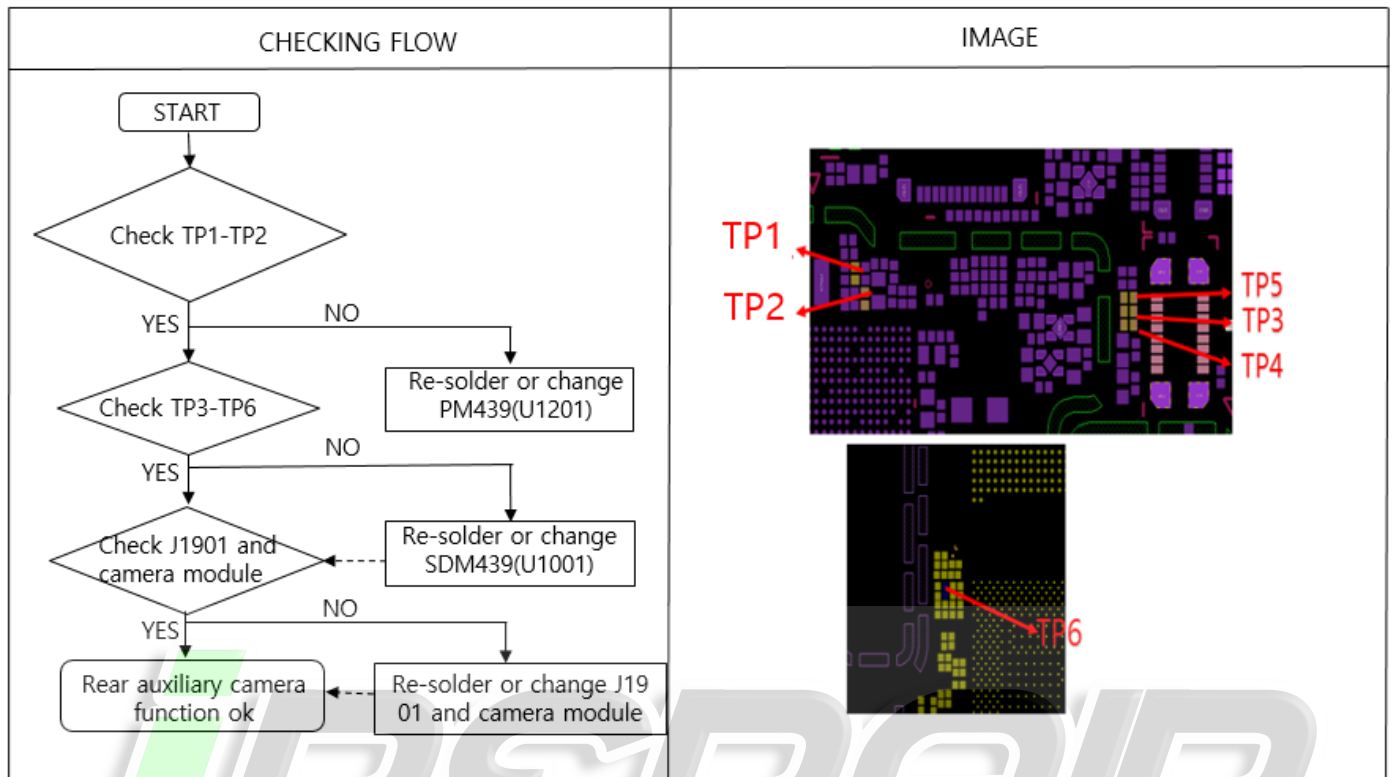 CHECKING FLOW
IMAGE
START
Check TP1-TP2
YES
NO
Re-solder or change
PM439(U1201)
Check TP3-TP6
YES
NO
Re-solder or change
SDM439(U1001)
Check J1901 and
camera module
YES
NO
Rear auxiliary camera
function ok
Re-solder or change J19
01 and camera module
TP1
TP2
TP5
TP3
TP4
TP6